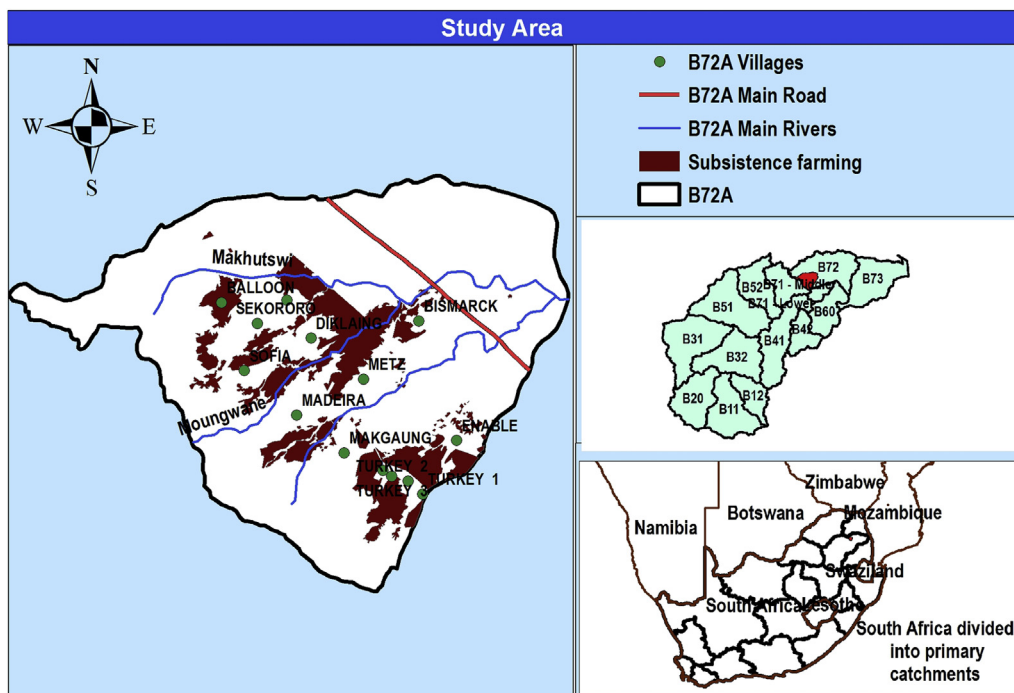 Study Area
N
W
E
S
Makhutswi
BALLOON
SEKORORO
DIKLAING
BISMARCK
SOFIA
METZ
Moungwane
MADEIRA
MAKGAUNG
ENABLE
TURKEY 2
TURKEY 1
TURKEY 3
B72A Villages
B72A Main Road
B72A Main Rivers
Subsistence farming
B72A
B72
B73
B52
B71 - Middle
B71 - Lower
B51
B60
B42
B31
B41
B32
B20
B12
B11
Zimbabwe
Botswana
Mozambique
Namibia
Swaziland
South Africa
Lesotho
South Africa divided
into primary
catchments